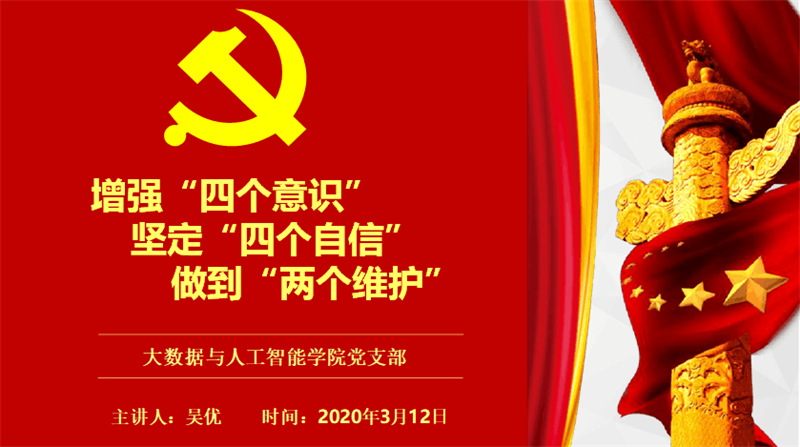 增强“四个意识”
坚定“四个自信”
做到“两个维护”
大数据与人工智能学院党支部
主讲人：吴优 时间：2020年3月12日